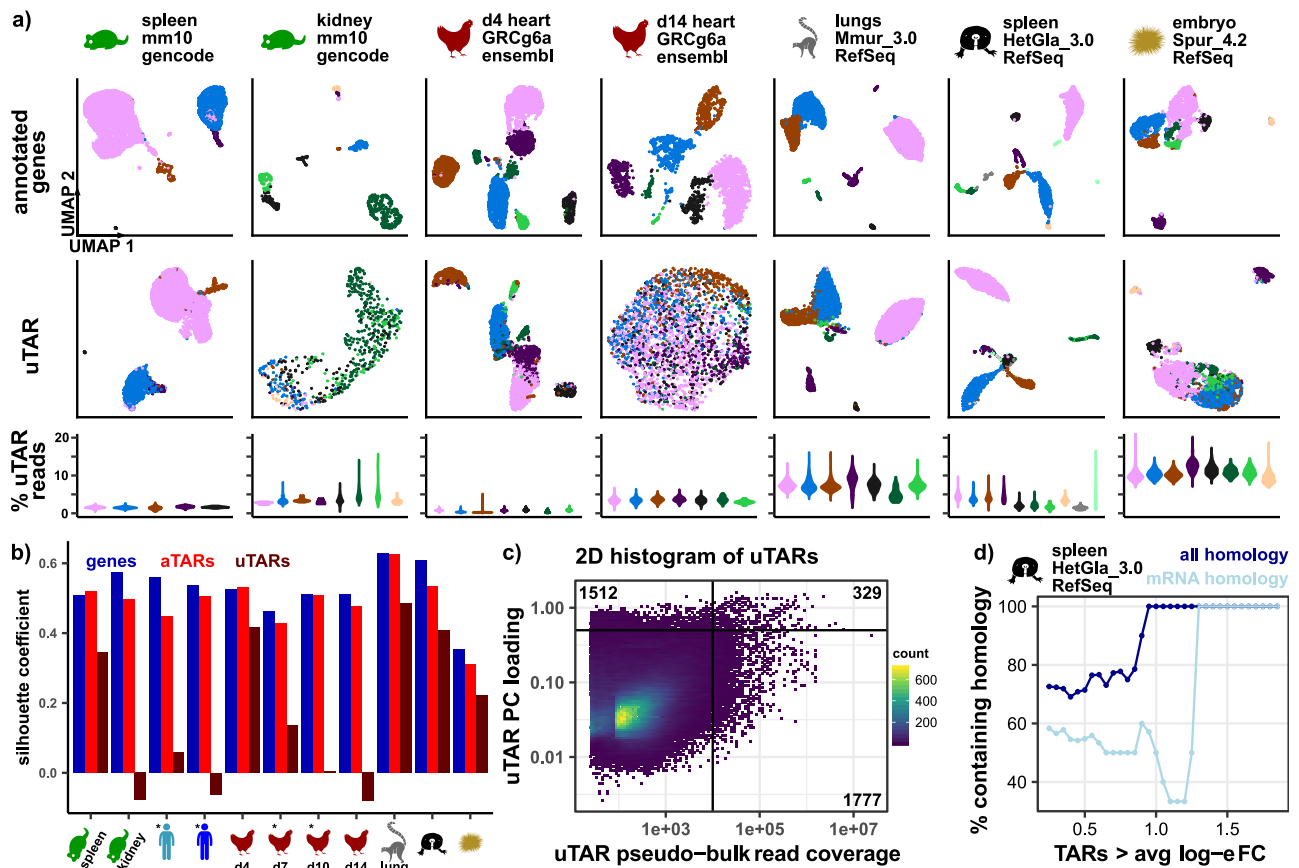 a)
spleen
mm10
gencode
kidney
mm10
gencode
d4 heart
GRCg6a
ensembl
d14 heart
GRCg6a
ensembl
lungs
Mmur_3.0
RefSeq
spleen
HetGla_3.0
RefSeq
embryo
Spur_4.2
RefSeq
annotated
genes
UMAP 2
UMAP 1
uTAR
% uTAR
reads
20
10
0
b)
genes aTARs uTARs
silhouette coefficient
0.6
0.4
0.2
0.0
spleen
kidney
*
*
d4
*
d7
*
d10
d14
lung
c)
2D histogram of uTARs
1512
329
1777
uTAR PC loading
1.00
0.10
0.01
1e+03 1e+05 1e+07
uTAR pseudo-bulk read coverage
count
600
400
200
d)
spleen
HetGla_3.0
RefSeq
all homology
mRNA homology
% containing homology
100
80
60
40
0.5 1.0 1.5
TARs > avg log-e FC